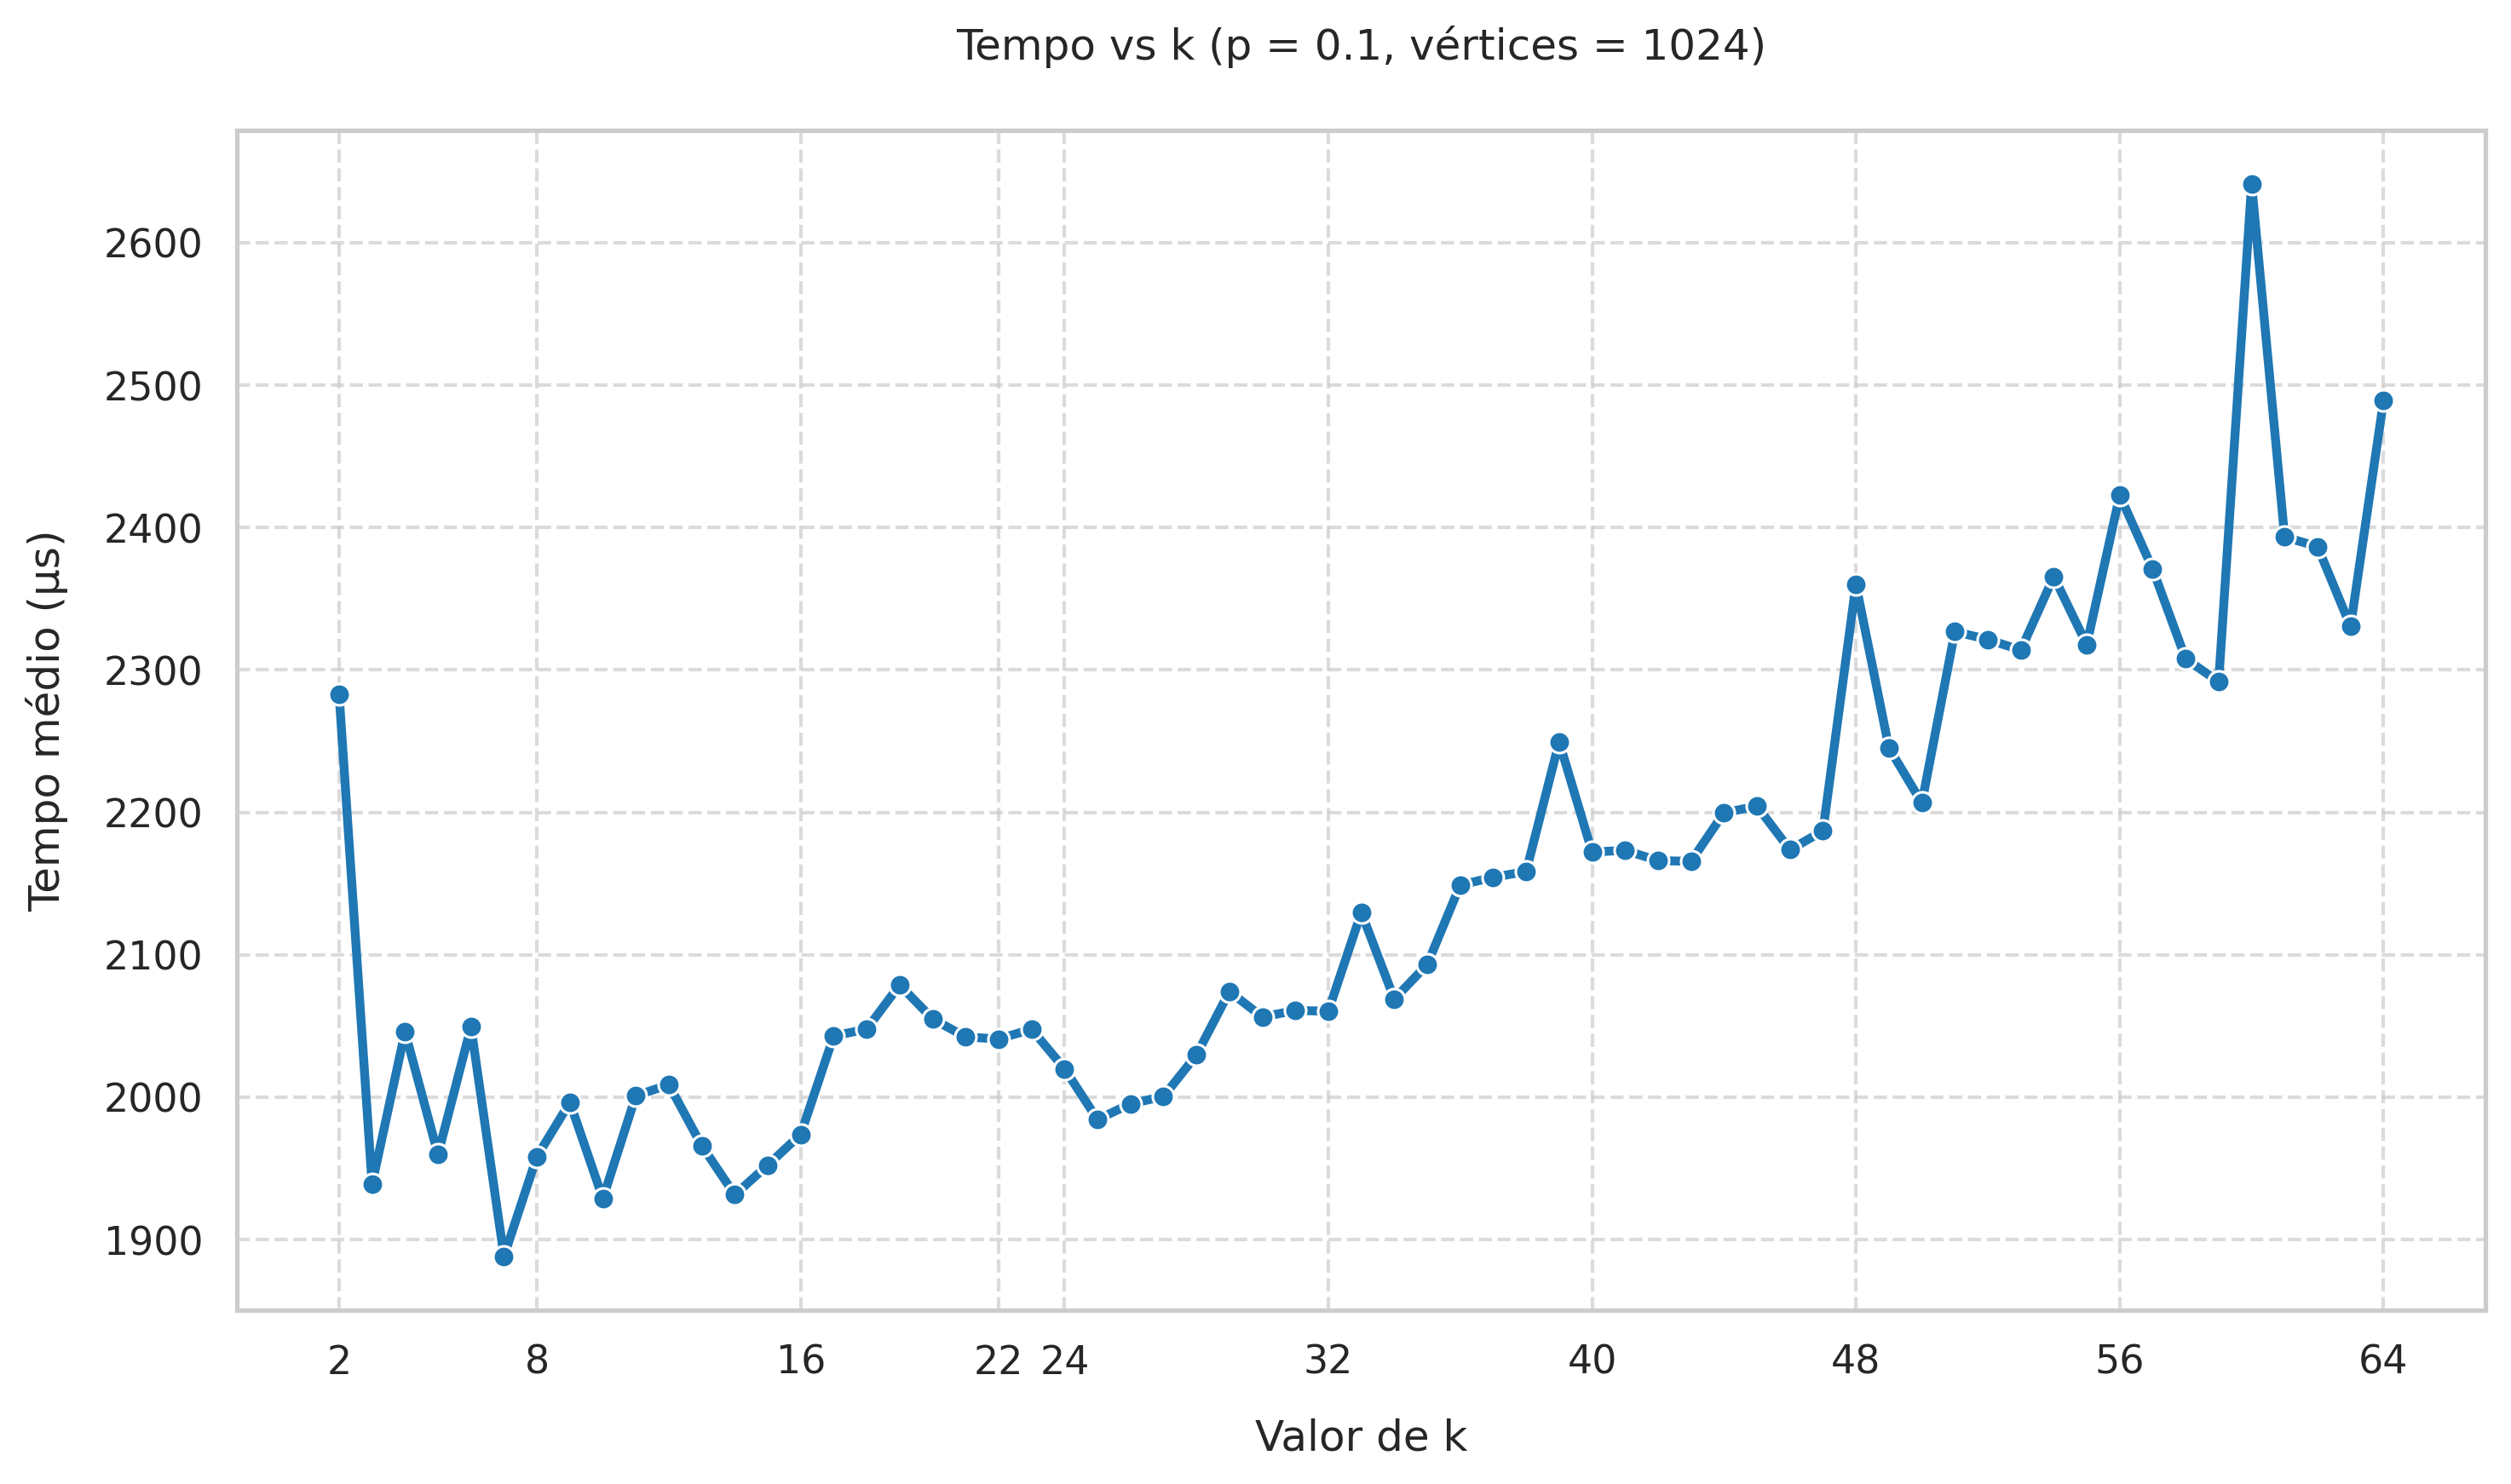 Tempo vs k (p = 0.1, vértices = 1024)
Tempo médio (µs)
2600
2500
2400
2300
2200
2100
2000
1900
2 8 16 22 24 32 40 48 56 64
Valor de k